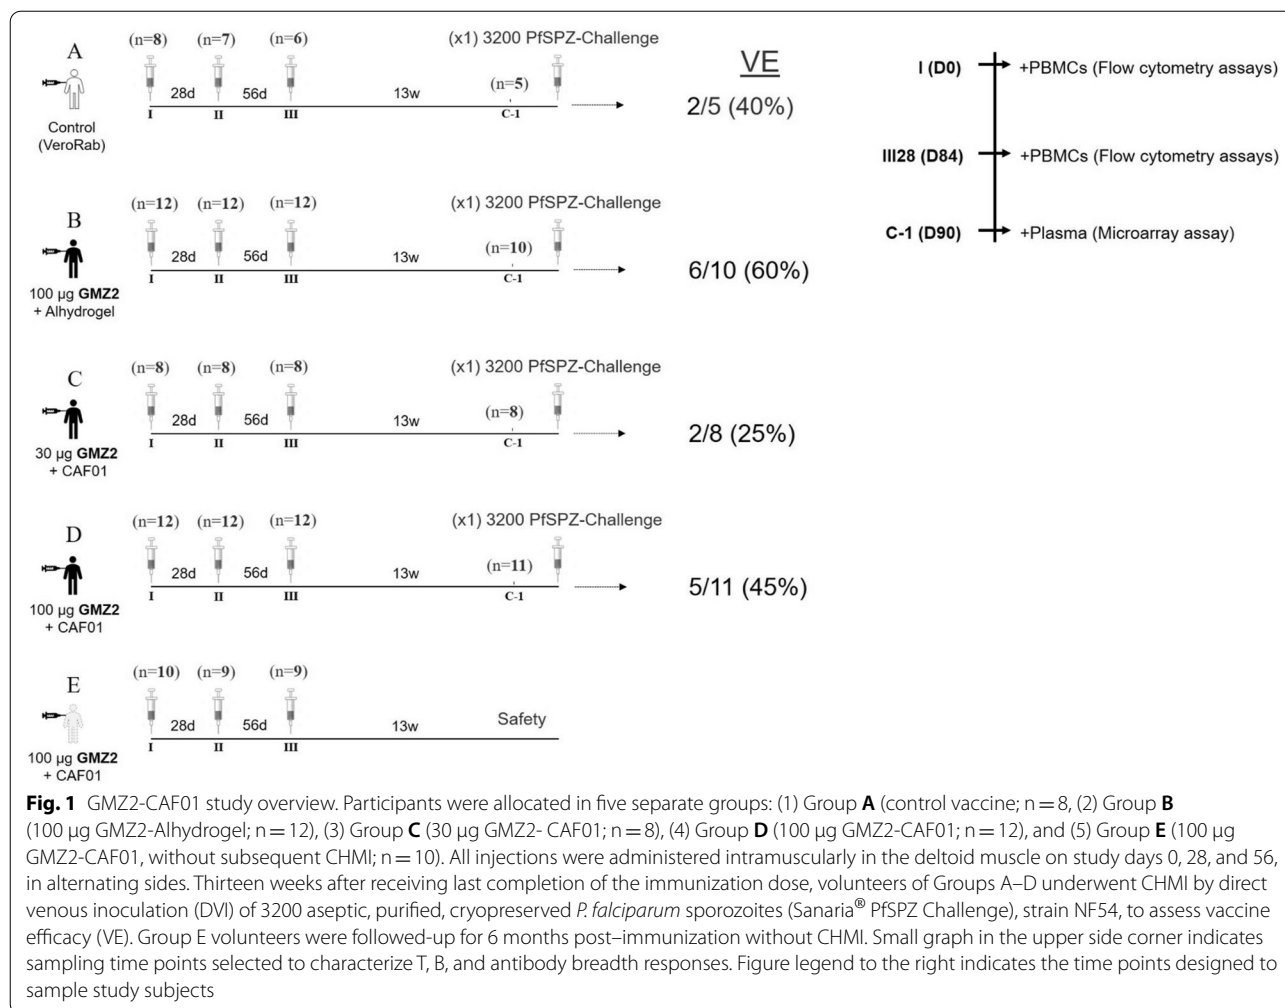 A
(n=8) (n=7) (n=6) (x1) 3200 PfSPZ-Challenge
(n=5)
28d 56d 13w
I II III C-1
Control
(VeroRab)
VE
2/5 (40%)
B
(n=12) (n=12) (n=12) (x1) 3200 PfSPZ-Challenge
(n=10)
28d 56d 13w
I II III C-1
100 µg GMZ2
+ Alhydrogel
6/10 (60%)
C
(n=8) (n=8) (n=8) (x1) 3200 PfSPZ-Challenge
(n=8)
28d 56d 13w
I II III C-1
30 µg GMZ2
+ CAF01
2/8 (25%)
D
(n=12) (n=12) (n=12) (x1) 3200 PfSPZ-Challenge
(n=11)
28d 56d 13w
I II III C-1
100 µg GMZ2
+ CAF01
5/11 (45%)
E
(n=10) (n=9) (n=9)
28d 56d 13w Safety
I II III
100 µg GMZ2
+ CAF01
I (D0) +PBMCs (Flow cytometry assays)
III28 (D84) +PBMCs (Flow cytometry assays)
C-1 (D90) +Plasma (Microarray assay)
Fig. 1 GMZ2-CAF01 study overview. Participants were allocated in five separate groups: (1) Group A (control vaccine; n = 8, (2) Group B
(100 µg GMZ2-Alhydrogel; n = 12), (3) Group C (30 µg GMZ2- CAF01; n = 8), (4) Group D (100 µg GMZ2-CAF01; n = 12), and (5) Group E (100 µg
GMZ2-CAF01, without subsequent CHMI; n = 10). All injections were administered intramuscularly in the deltoid muscle on study days 0, 28, and 56,
in alternating sides. Thirteen weeks after receiving last completion of the immunization dose, volunteers of Groups A–D underwent CHMI by direct
venous inoculation (DVI) of 3200 aseptic, purified, cryopreserved P. falciparum sporozoites (Sanaria® PfSPZ Challenge), strain NF54, to assess vaccine
efficacy (VE). Group E volunteers were followed-up for 6 months post–immunization without CHMI. Small graph in the upper side corner indicates
sampling time points selected to characterize T, B, and antibody breadth responses. Figure legend to the right indicates the time points designed to
sample study subjects